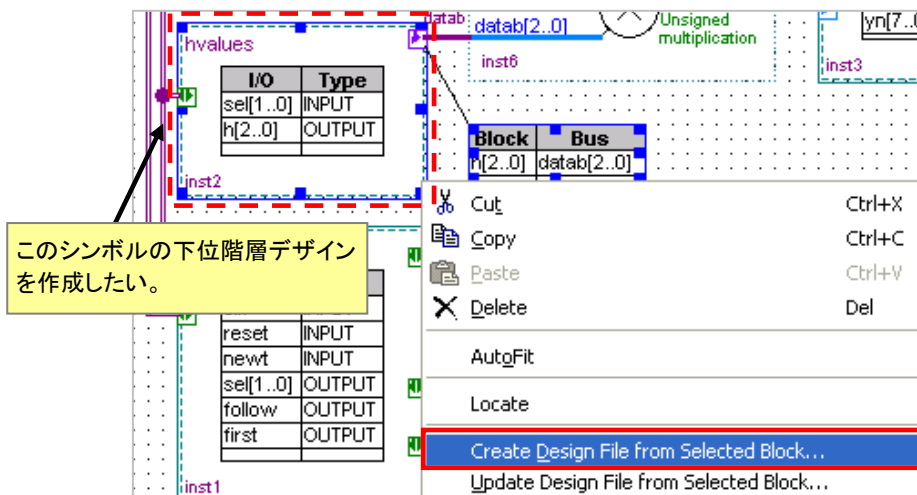 hvalues
I/O Type
sel[1..0] INPUT
h[2..0] OUTPUT
inst2
datab
datab[2..0]
Unsigned
multiplication
inst6
yn[7..0
inst3
Block Bus
h[2..0] datab[2..0]
このシンボルの下位階層デザイン
を作成したい。
reset INPUT
newt INPUT
sel[1..0] OUTPUT
follow OUTPUT
first OUTPUT
inst1
Cut Ctrl+X
Copy Ctrl+C
Paste Ctrl+V
Delete Del
AutoFit
Locate
Create Design File from Selected Block...
Update Design File from Selected Block...